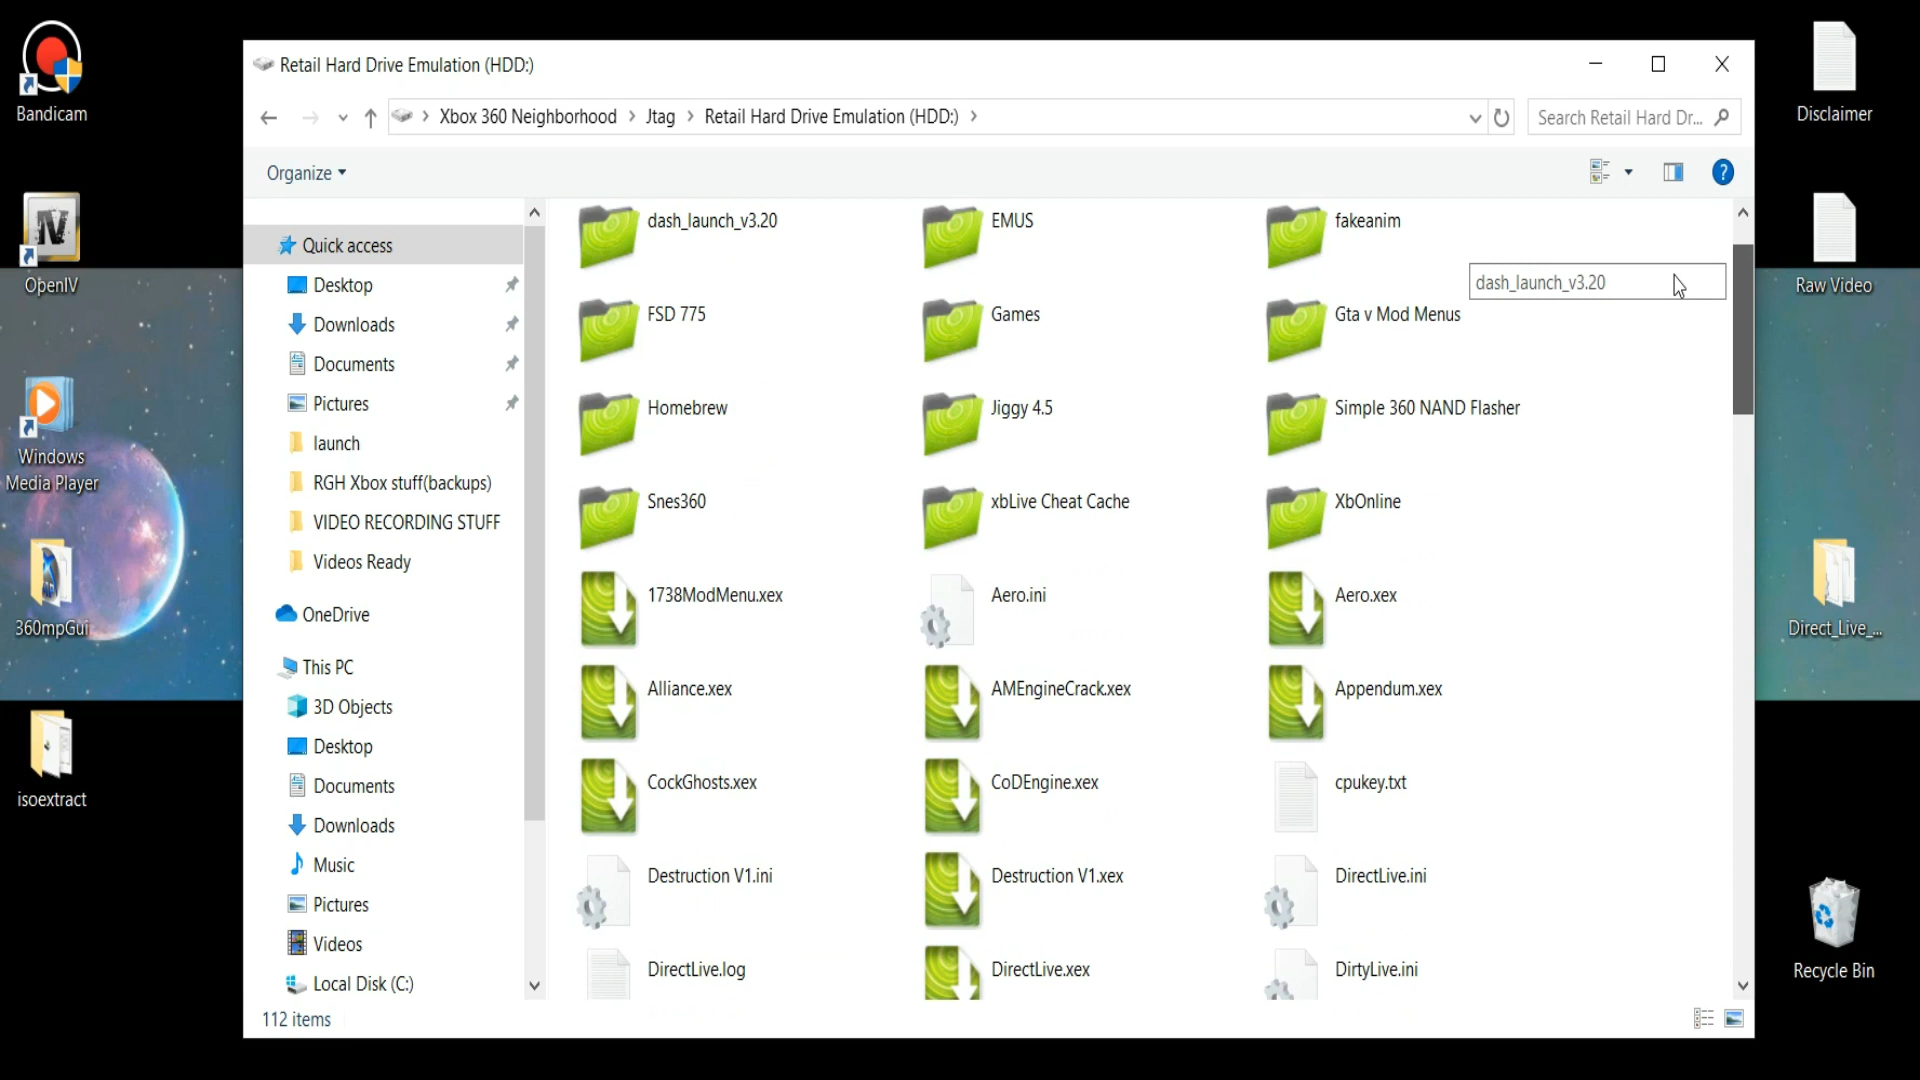 Bandicam
OpenIV
Windows
Media Player
360mpGui
isoextract
Retail Hard Drive Emulation (HDD:)
Xbox 360 Neighborhood > Jtag > Retail Hard Drive Emulation (HDD:) >
Search Retail Hard Dr...
Organize
?
Quick access
Desktop
Downloads
Documents
Pictures
launch
RGH Xbox stuff(backups)
VIDEO RECORDING STUFF
Videos Ready
OneDrive
This PC
3D Objects
Desktop
Documents
Downloads
Music
Pictures
Videos
Local Disk (C:)
dash_launch_v3.20 EMUS fakeanim
dash_launch_v3.20
FSD 775 Games Gta v Mod Menus
Homebrew Jiggy 4.5 Simple 360 NAND Flasher
Snes360 xbLive Cheat Cache XbOnline
1738ModMenu.xex Aero.ini Aero.xex
Alliance.xex AMEngineCrack.xex Appendum.xex
CockGhosts.xex CoDEngine.xex cpukey.txt
Destruction V1.ini Destruction V1.xex DirectLive.ini
DirectLive.log DirectLive.xex DirtyLive.ini
112 items
Disclaimer
Raw Video
Direct_Live_...
Recycle Bin